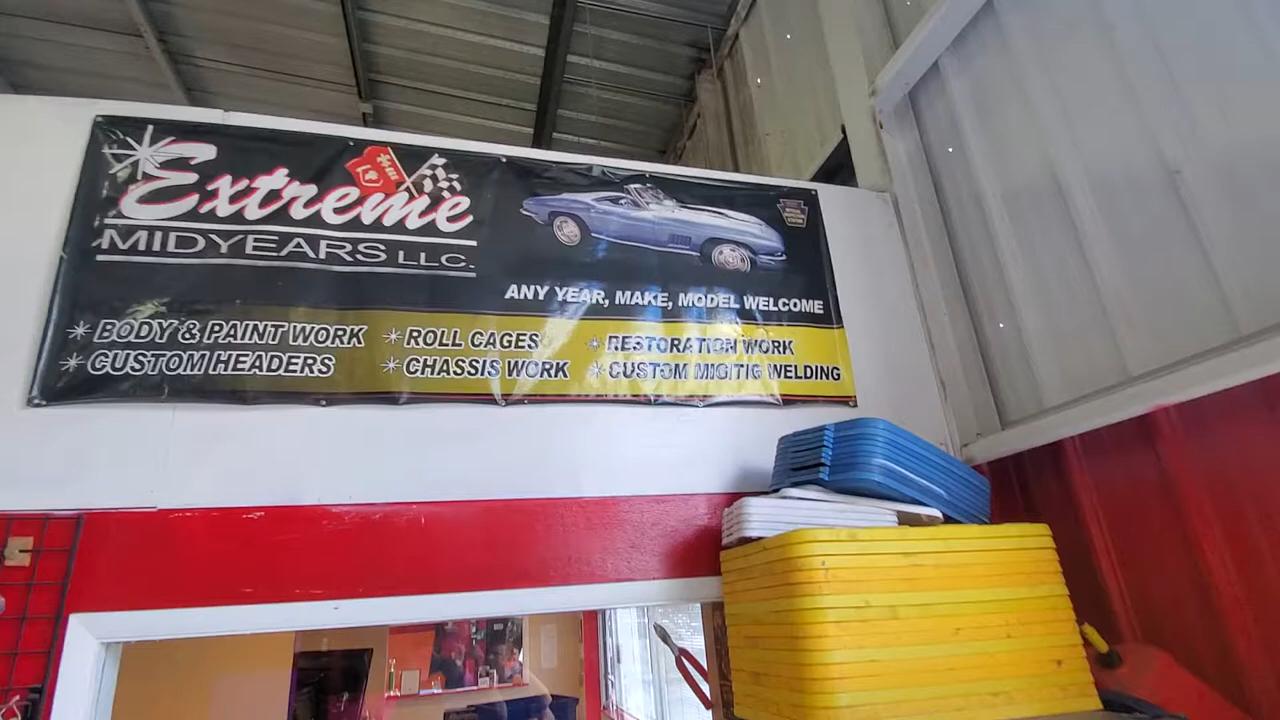 Extreme
MIDYEARS LLC.
ANY YEAR, MAKE, MODEL WELCOME
* BODY & PAINT WORK * ROLL CAGES * RESTORATION WORK
* CUSTOM HEADERS * CHASSIS WORK * CUSTOM MIG/TIG WELDING